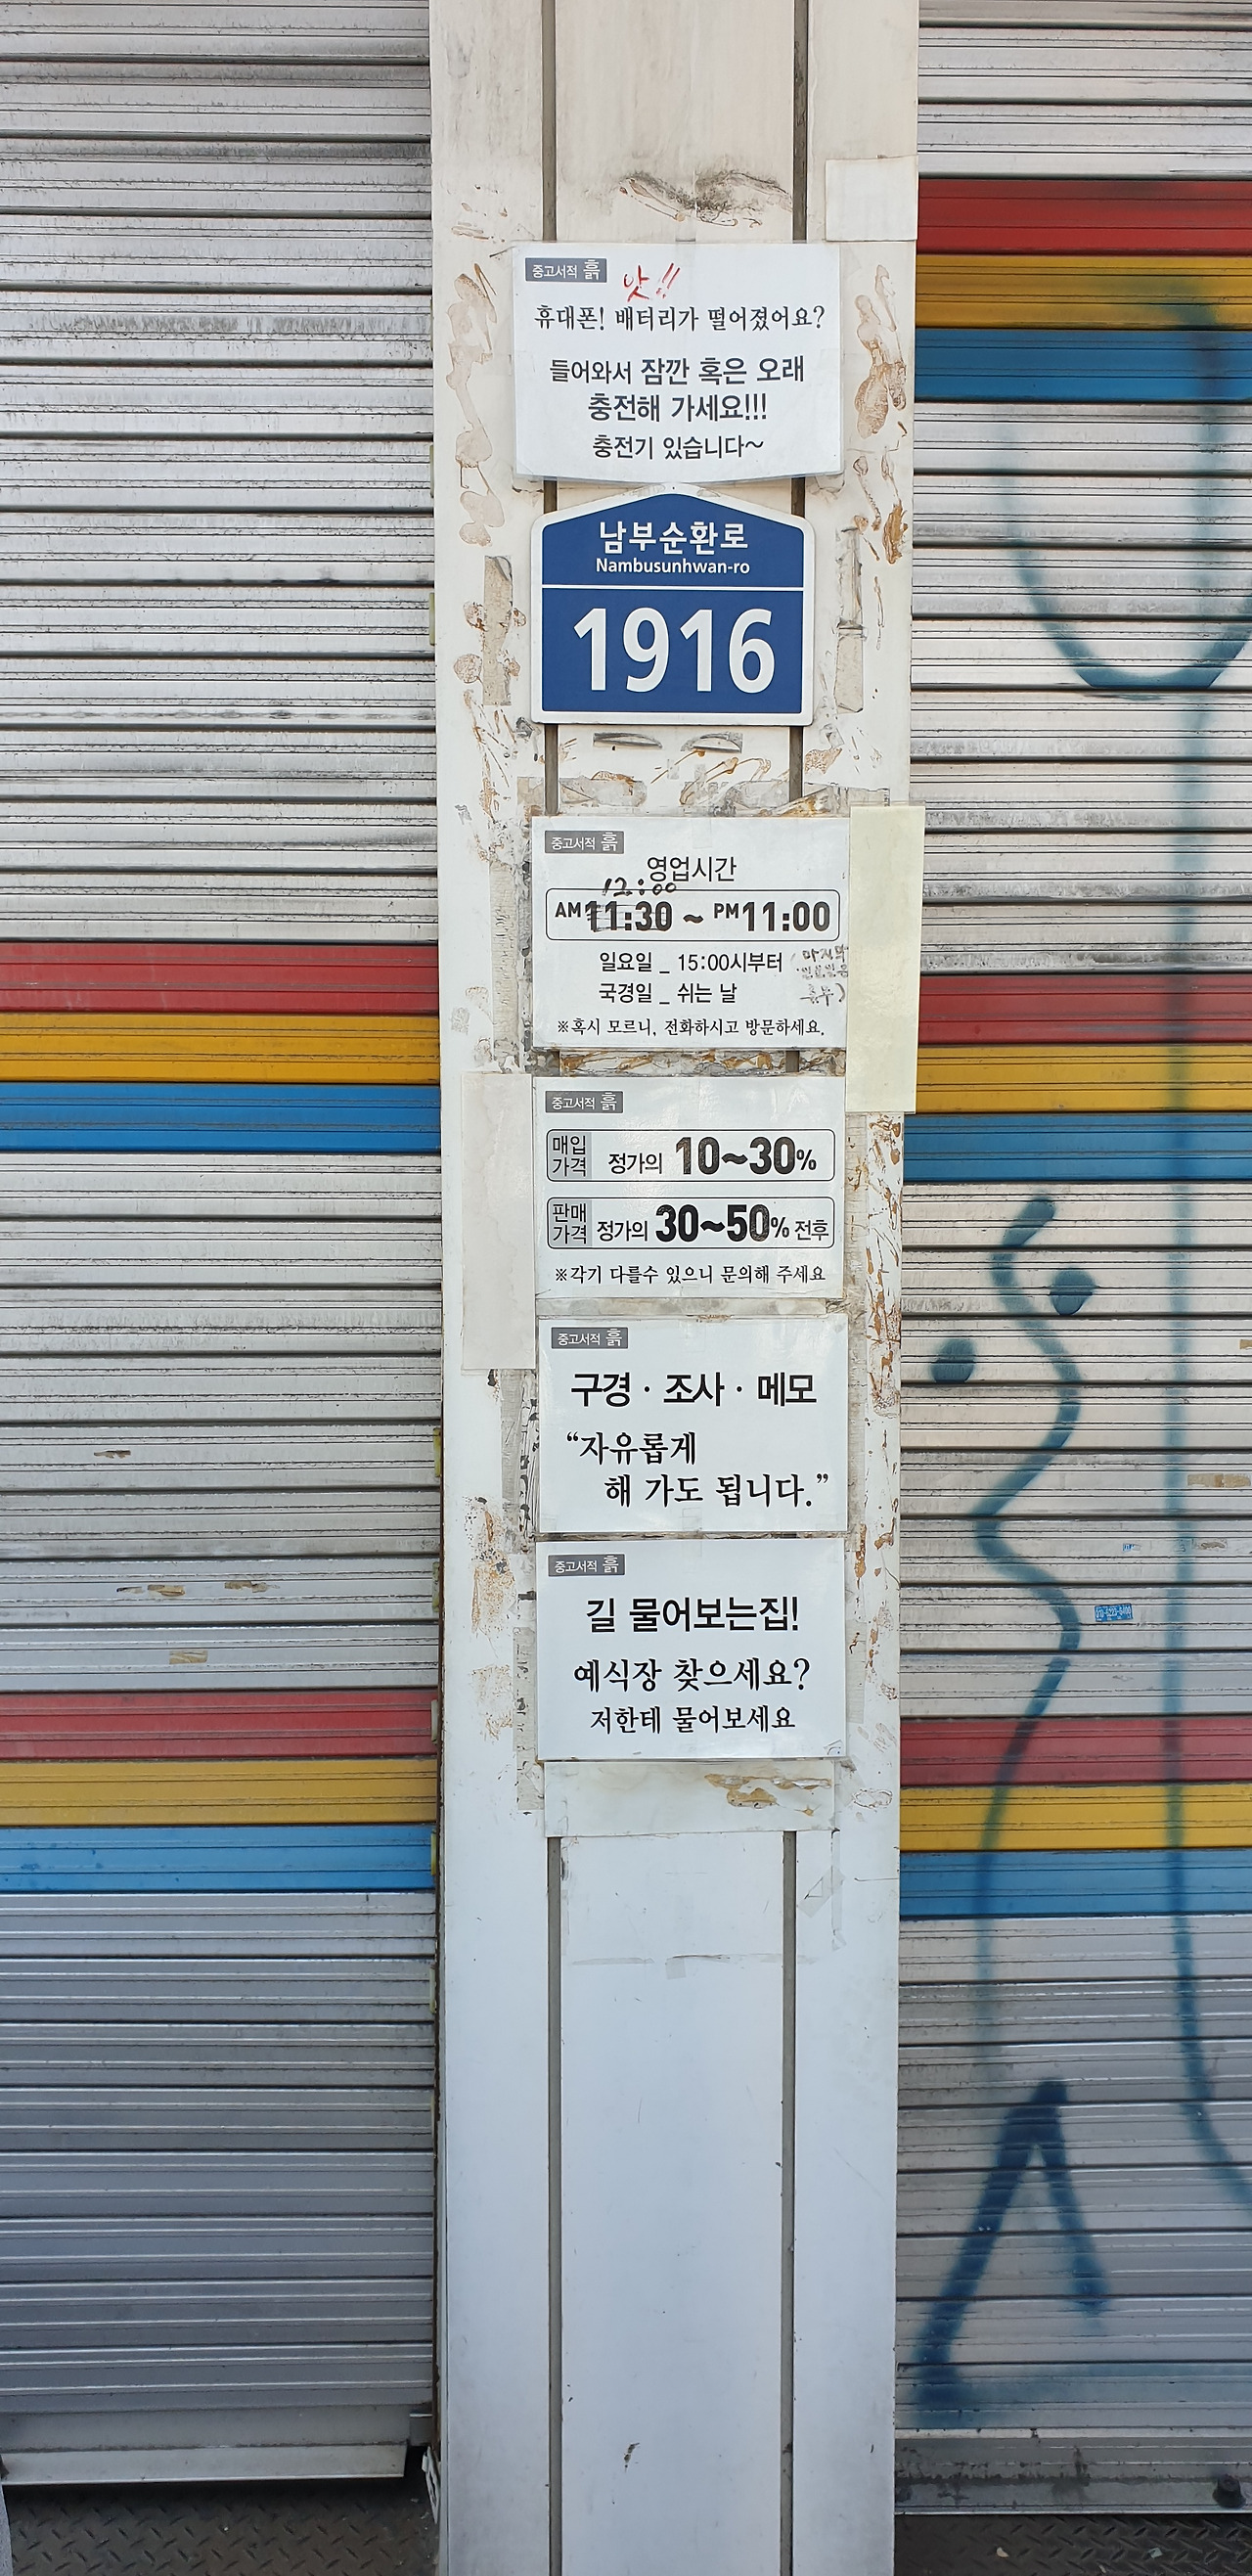 중고서적 흙
앗!!
휴대폰! 배터리가 떨어졌어요?
들어와서 잠깐 혹은 오래
충전해 가세요!!!
충전기 있습니다~
남부순환로
Nambusunhwan-ro
1916
중고서적 흙
영업시간
12:00
AM 11:30 ~ PM 11:00
일요일 _ 15:00시부터 (마지막
국경일 _ 쉬는 날 휴무)
※혹시 모르니, 전화하시고 방문하세요.
중고서적 흙
매입가격 정가의 10~30%
판매가격 정가의 30~50% 전후
※각기 다를수 있으니 문의해 주세요
중고서적 흙
구경 · 조사 · 메모
“자유롭게
해 가도 됩니다.”
중고서적 흙
길 물어보는집!
예식장 찾으세요?
저한테 물어보세요